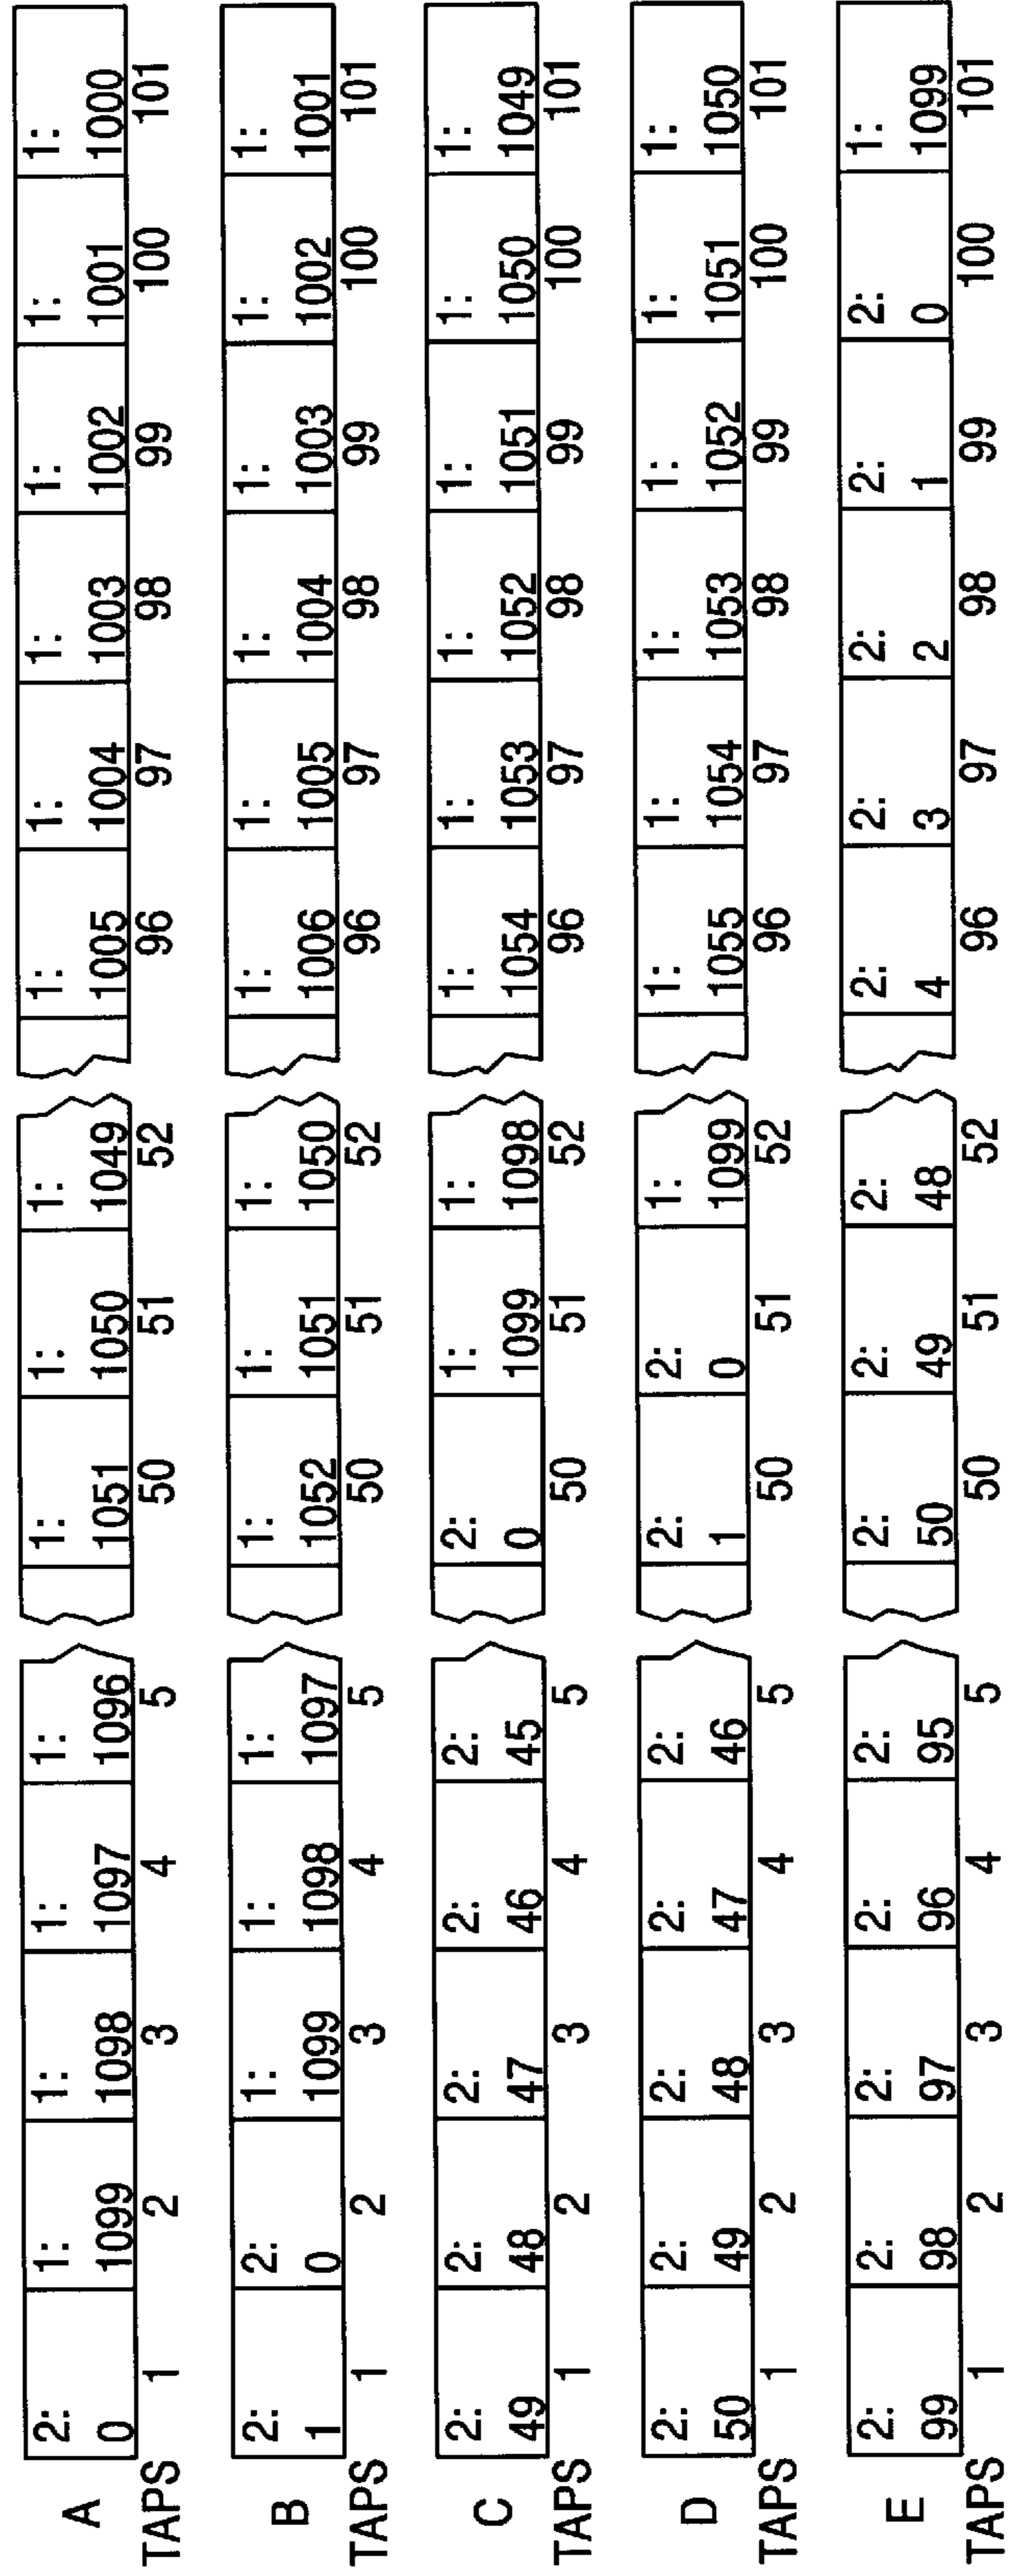 A 2: 1: 1: 1: 1: 1: 1: 1: 1: 1: 1: 1: 1: 1:
0 1099 1098 1097 1096 1051 1050 1049 1005 1004 1003 1002 1001 1000
TAPS 1 2 3 4 5 50 51 52 96 97 98 99 100 101
B 2: 2: 1: 1: 1: 1: 1: 1: 1: 1: 1: 1: 1: 1:
1 0 1099 1098 1097 1052 1051 1050 1006 1005 1004 1003 1002 1001
TAPS 1 2 3 4 5 50 51 52 96 97 98 99 100 101
C 2: 2: 2: 2: 2: 2: 1: 1: 1: 1: 1: 1: 1: 1:
49 48 47 46 45 0 1099 1098 1054 1053 1052 1051 1050 1049
TAPS 1 2 3 4 5 50 51 52 96 97 98 99 100 101
D 2: 2: 2: 2: 2: 2: 2: 1: 1: 1: 1: 1: 1: 1:
50 49 48 47 46 1 0 1099 1055 1054 1053 1052 1051 1050
TAPS 1 2 3 4 5 50 51 52 96 97 98 99 100 101
E 2: 2: 2: 2: 2: 2: 2: 2: 2: 2: 2: 2: 2: 1:
99 98 97 96 95 50 49 48 4 3 2 1 0 1099
TAPS 1 2 3 4 5 50 51 52 96 97 98 99 100 101